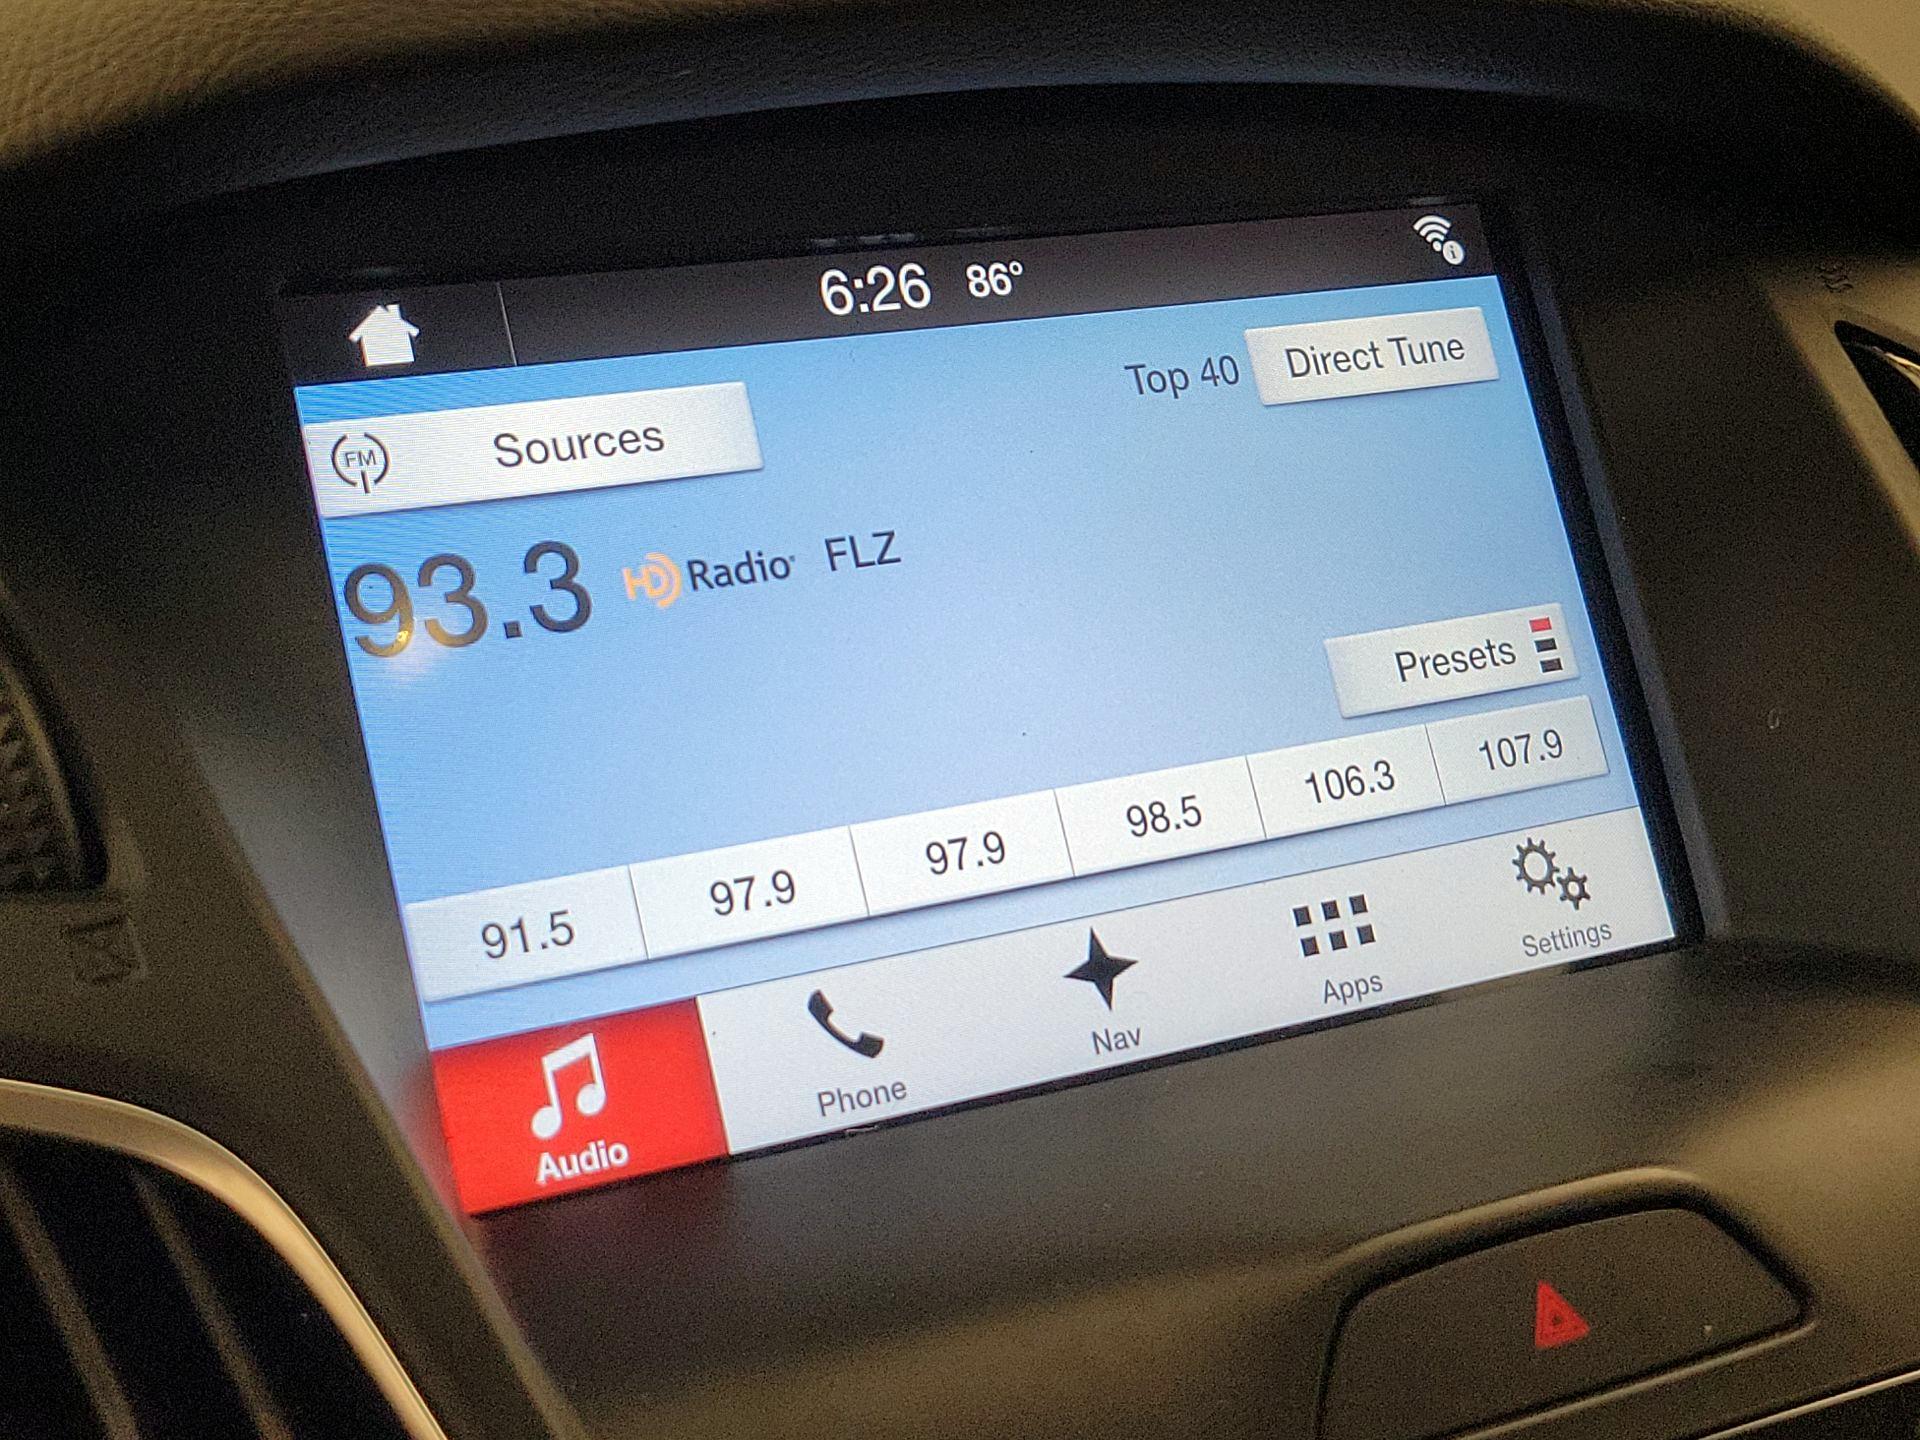 6:26 86°
Top 40 Direct Tune
FM Sources
93.3 HD Radio FLZ
Presets
91.5 97.9 97.9 98.5 106.3 107.9
Audio Phone Nav Apps Settings